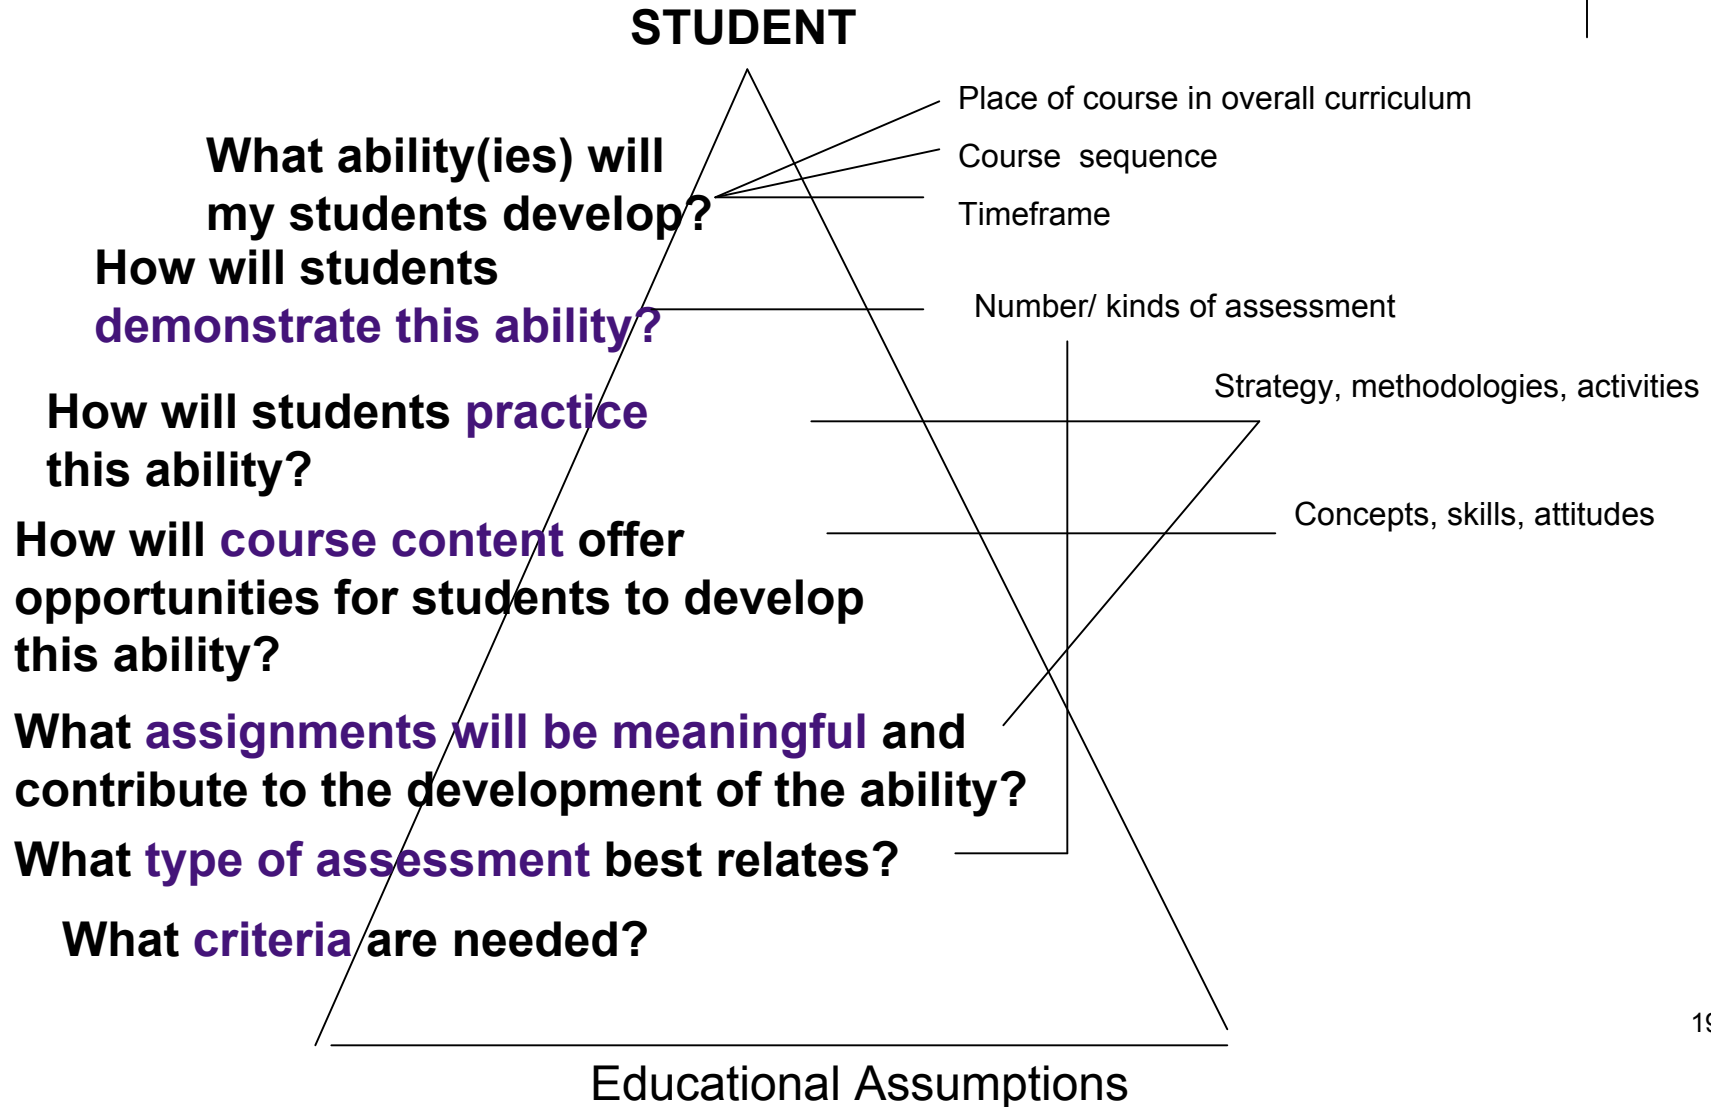 STUDENT
Place of course in overall curriculum
What ability(ies) will
Course sequence
my students develop?
Timeframe
How will students
demonstrate this ability?
Number/ kinds of assessment
Strategy, methodologies, activities
How will students practice
this ability?
Concepts, skills, attitudes
How will course content offer
opportunities for students to develop
this ability?
What assignments will be meaningful and
contribute to the development of the ability?
What type of assessment best relates?
What criteria are needed?
19
Educational Assumptions